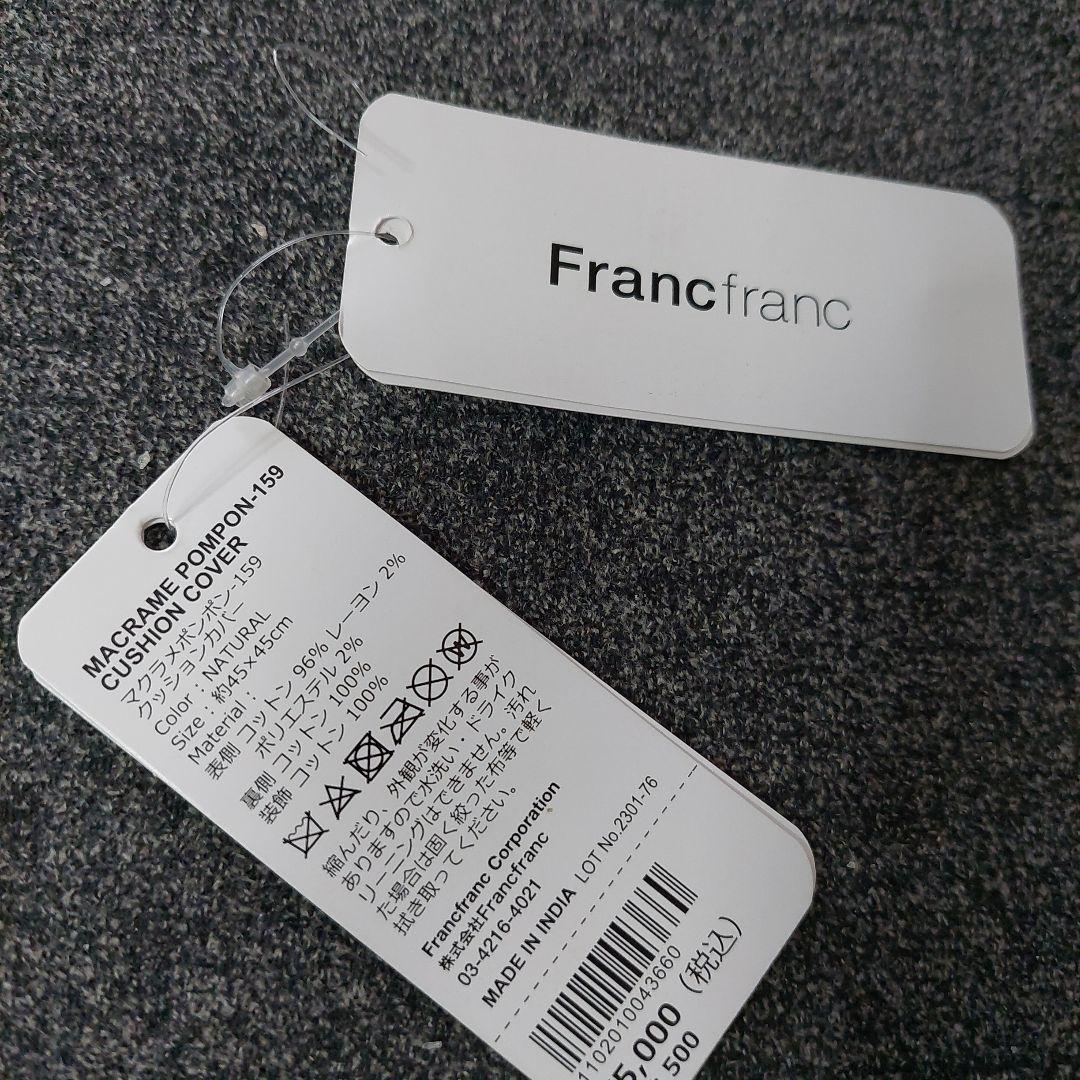 Francfranc
MACRAME POMPON-159
CUSHION COVER
マクラメポンポン-159
クッションカバー
Color：NATURAL
Size：約45×45cm
Material：
表側 コットン 96% レーヨン 2%
ポリエステル 2%
裏側 コットン 100%
装飾 コットン 100%
縮んだり、外観が変化する事が
ありますので水洗い・ドライク
リーニングはできません。汚れ
た場合は固く絞った布等で軽く
拭き取ってください。
Francfranc Corporation
株式会社Francfranc
03-4216-4021
MADE IN INDIA LOT No.2301-76
1102010043660
5,000（税込）
500